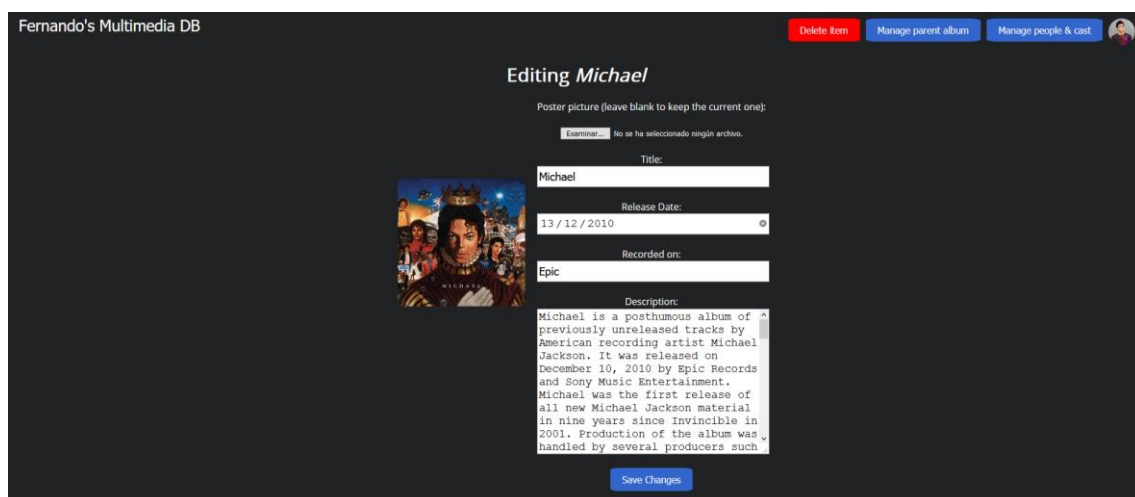 Fernando's Multimedia DB
Delete item
Manage parent album
Manage people & cast
Editing Michael
Poster picture (leave blank to keep the current one):
Examinar... No se ha seleccionado ningún archivo.
Title:
Michael
Release Date:
13/12/2010
Recorded on:
Epic
MICHAEL
Description:
Michael is a posthumous album of
previously unreleased tracks by
American recording artist Michael
Jackson. It was released on
December 10, 2010 by Epic Records
and Sony Music Entertainment.
Michael was the first release of
all new Michael Jackson material
in nine years since Invincible in
2001. Production of the album was
handled by several producers such
Save Changes